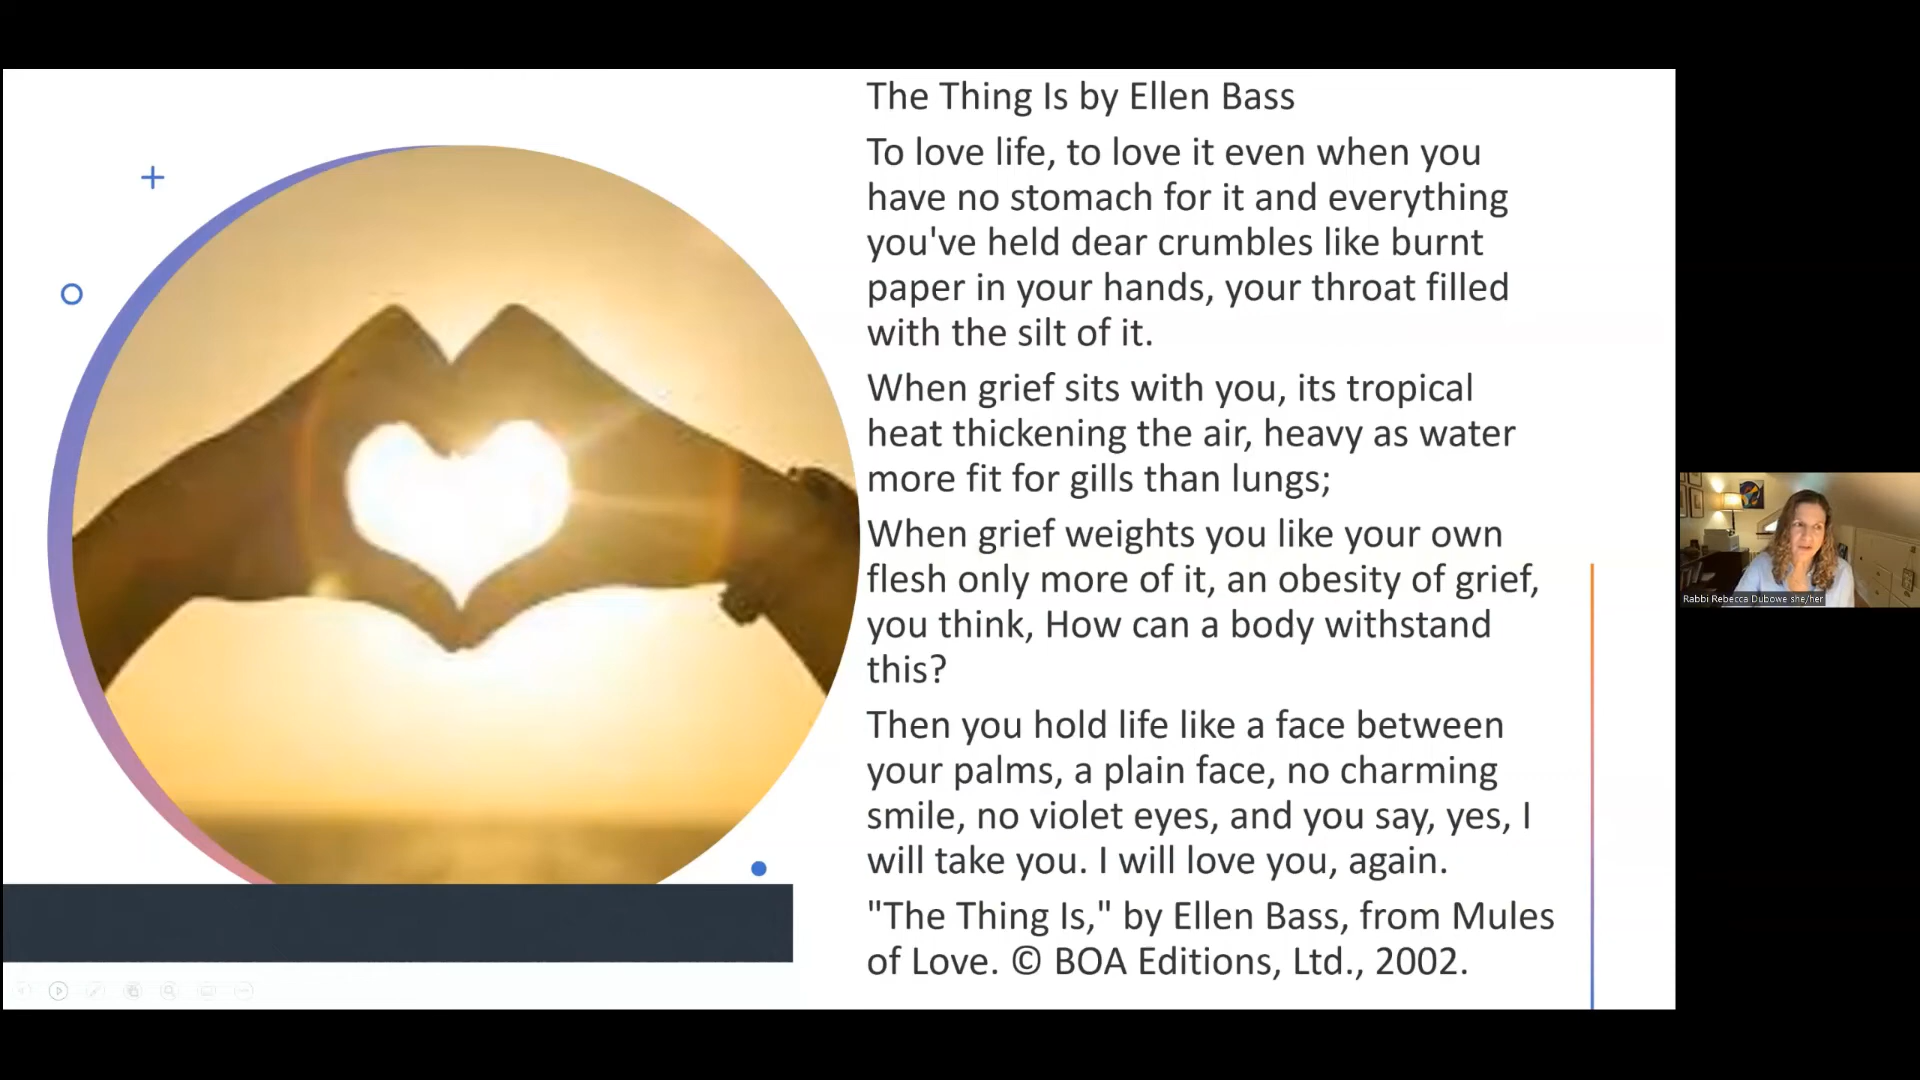 The Thing Is by Ellen Bass
To love life, to love it even when you
have no stomach for it and everything
you've held dear crumbles like burnt
paper in your hands, your throat filled
with the silt of it.
When grief sits with you, its tropical
heat thickening the air, heavy as water
more fit for gills than lungs;
When grief weights you like your own
flesh only more of it, an obesity of grief,
you think, How can a body withstand
this?
Then you hold life like a face between
your palms, a plain face, no charming
smile, no violet eyes, and you say, yes, I
will take you. I will love you, again.
"The Thing Is," by Ellen Bass, from Mules
of Love. © BOA Editions, Ltd., 2002.
Rabbi Rebecca Dubowe she/her